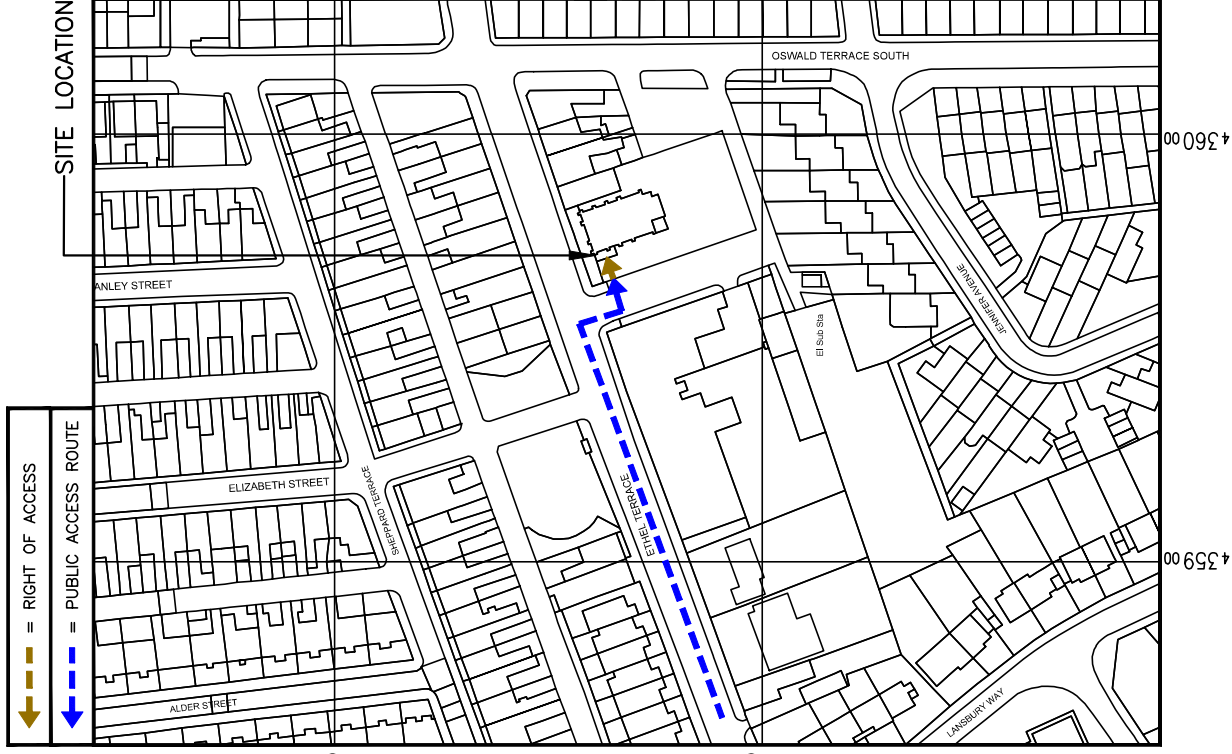 SITE LOCATION
OSWALD TERRACE SOUTH
4360 00
ANLEY STREET
JENNIFER AVENUE
El Sub Sta
ELIZABETH STREET
SHEPPARD TERRACE
ETHEL TERRACE
4359 00
ALDER STREET
LANSBURY WAY
= RIGHT OF ACCESS
= PUBLIC ACCESS ROUTE